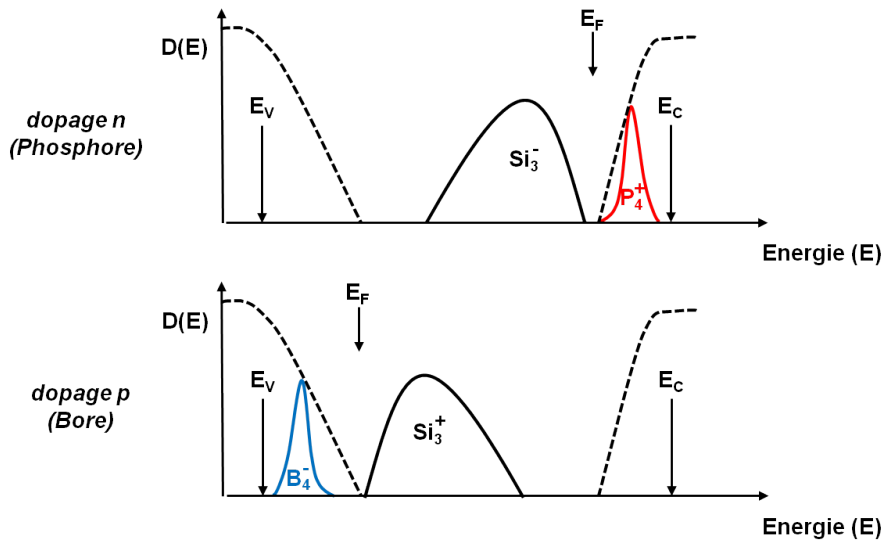 E_F
D(E)
E_V
E_C
dopage n
(Phosphore)
Si_3^-
P_4^+
Energie (E)
E_F
D(E)
E_V
E_C
dopage p
(Bore)
Si_3^+
B_4^-
Energie (E)